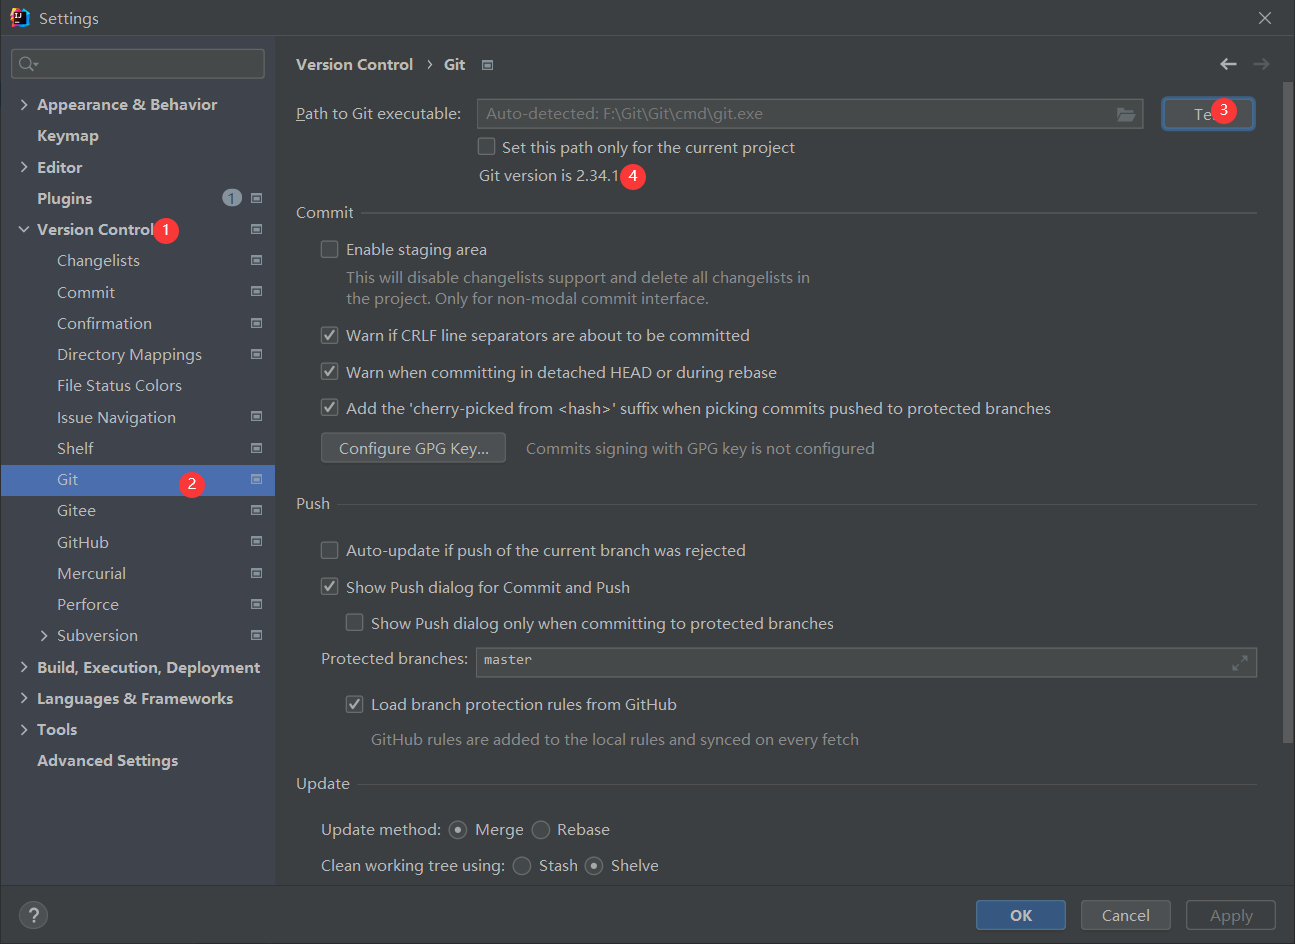 Settings
Appearance & Behavior
Keymap
Editor
Plugins 1
Version Control 1
Changelists
Commit
Confirmation
Directory Mappings
File Status Colors
Issue Navigation
Shelf
Git 2
Gitee
GitHub
Mercurial
Perforce
Subversion
Build, Execution, Deployment
Languages & Frameworks
Tools
Advanced Settings
Version Control › Git
Path to Git executable: Auto-detected: F:\Git\Git\cmd\git.exe 3
Set this path only for the current project
Git version is 2.34.1 4
Commit
Enable staging area
This will disable changelists support and delete all changelists in
the project. Only for non-modal commit interface.
Warn if CRLF line separators are about to be committed
Warn when committing in detached HEAD or during rebase
Add the 'cherry-picked from <hash>' suffix when picking commits pushed to protected branches
Configure GPG Key... Commits signing with GPG key is not configured
Push
Auto-update if push of the current branch was rejected
Show Push dialog for Commit and Push
Show Push dialog only when committing to protected branches
Protected branches: master
Load branch protection rules from GitHub
GitHub rules are added to the local rules and synced on every fetch
Update
Update method: Merge Rebase
Clean working tree using: Stash Shelve
? OK Cancel Apply